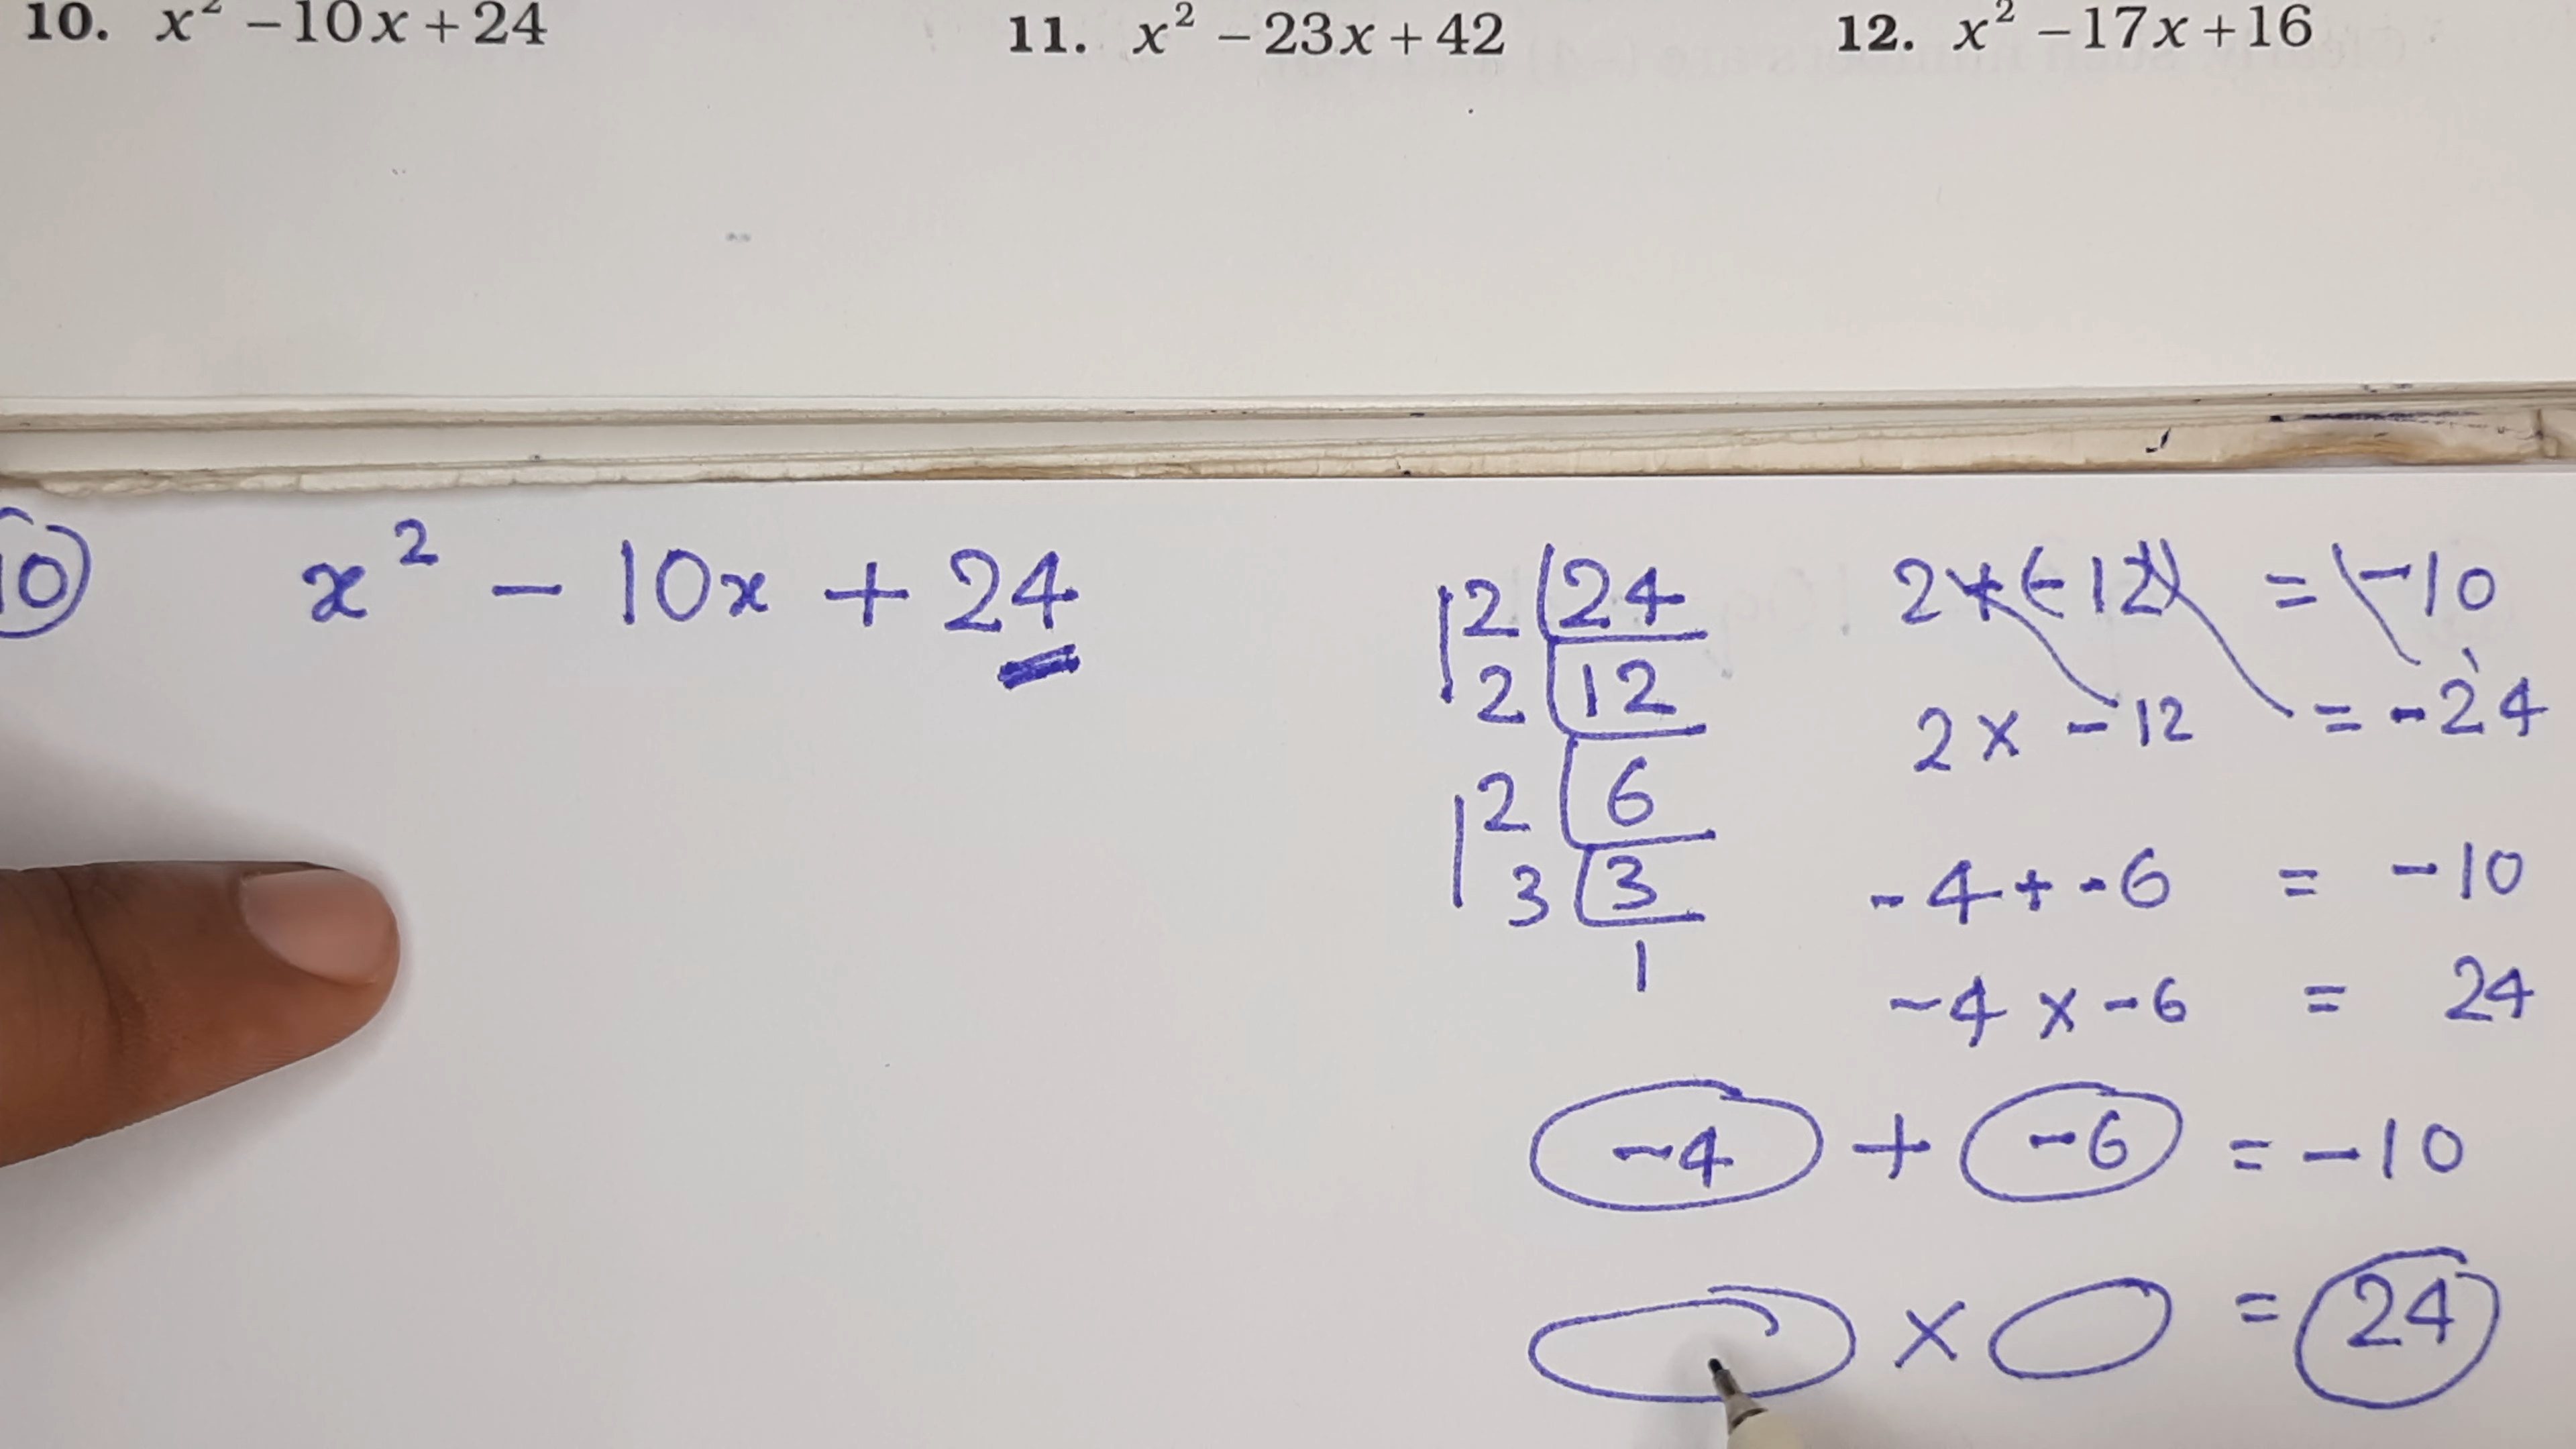 10. x² – 10x + 24 11. x² – 23x + 42 12. x² – 17x + 16
10 x² – 10x + 24
2 24
2 12
2 6
3 3
1
2 + (-12) = -10
2 × -12 = -24
-4 + -6 = -10
-4 × -6 = 24
-4 + -6 = -10
× = 24